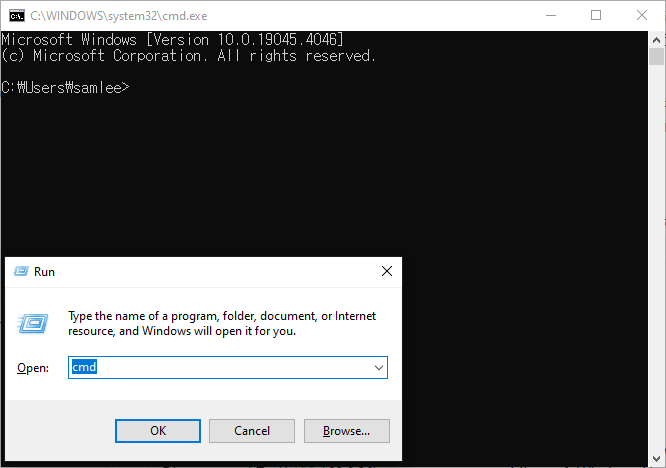 C:\WINDOWS\system32\cmd.exe
Microsoft Windows [Version 10.0.19045.4046]
(c) Microsoft Corporation. All rights reserved.
C:₩Users₩samlee>
Run
Type the name of a program, folder, document, or Internet
resource, and Windows will open it for you.
Open:
cmd
OK
Cancel
Browse...